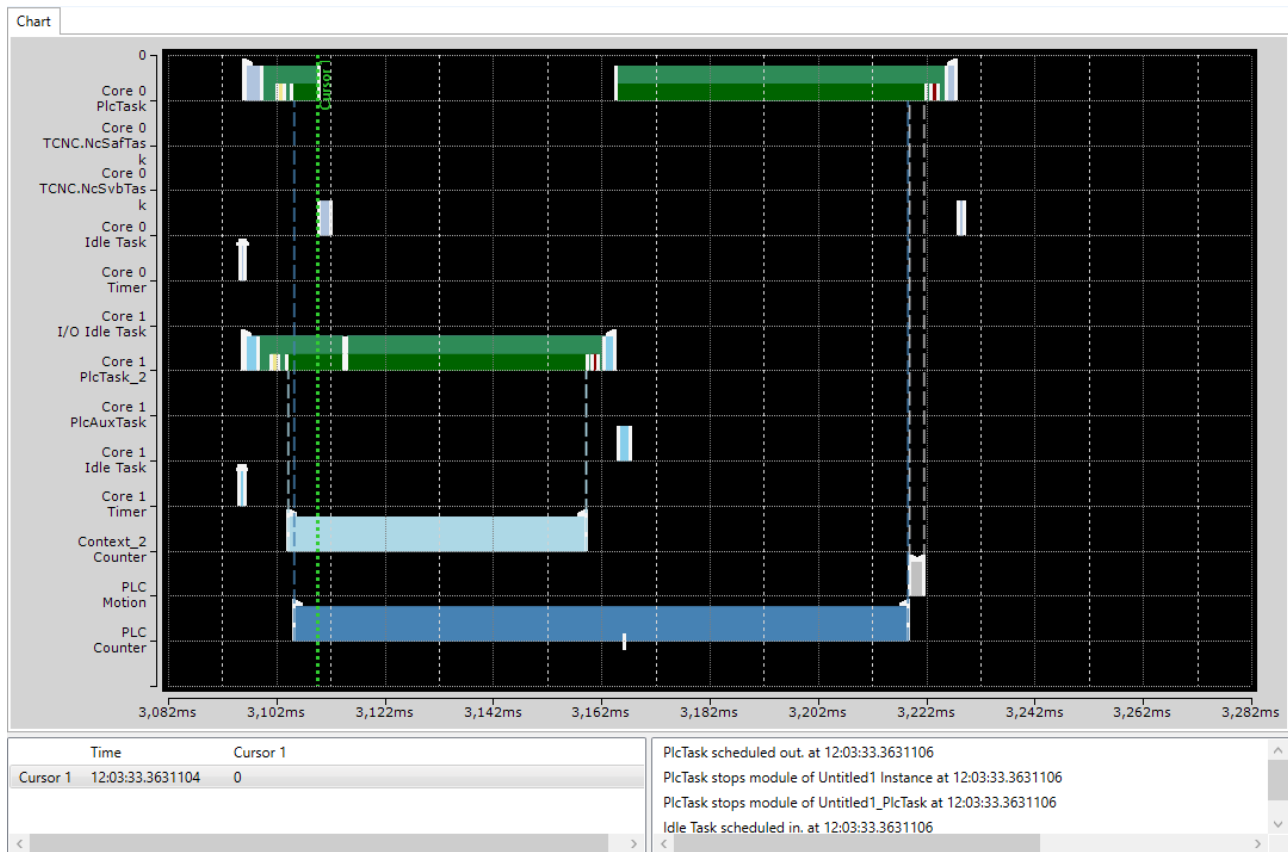 Chart
0
Core 0
PlcTask
Core 0
TCNC.NcSafTas
k
Core 0
TCNC.NcSvbTas
k
Core 0
Idle Task
Core 0
Timer
Core 1
I/O Idle Task
Core 1
PlcTask_2
Core 1
PlcAuxTask
Core 1
Idle Task
Core 1
Timer
Context_2
Counter
PLC
Motion
PLC
Counter
Cursor 1
3,082ms 3,102ms 3,122ms 3,142ms 3,162ms 3,182ms 3,202ms 3,222ms 3,242ms 3,262ms 3,282ms
Time Cursor 1
Cursor 1 12:03:33.3631104 0
PlcTask scheduled out. at 12:03:33.3631106
PlcTask stops module of Untitled1 Instance at 12:03:33.3631106
PlcTask stops module of Untitled1_PlcTask at 12:03:33.3631106
Idle Task scheduled in. at 12:03:33.3631106